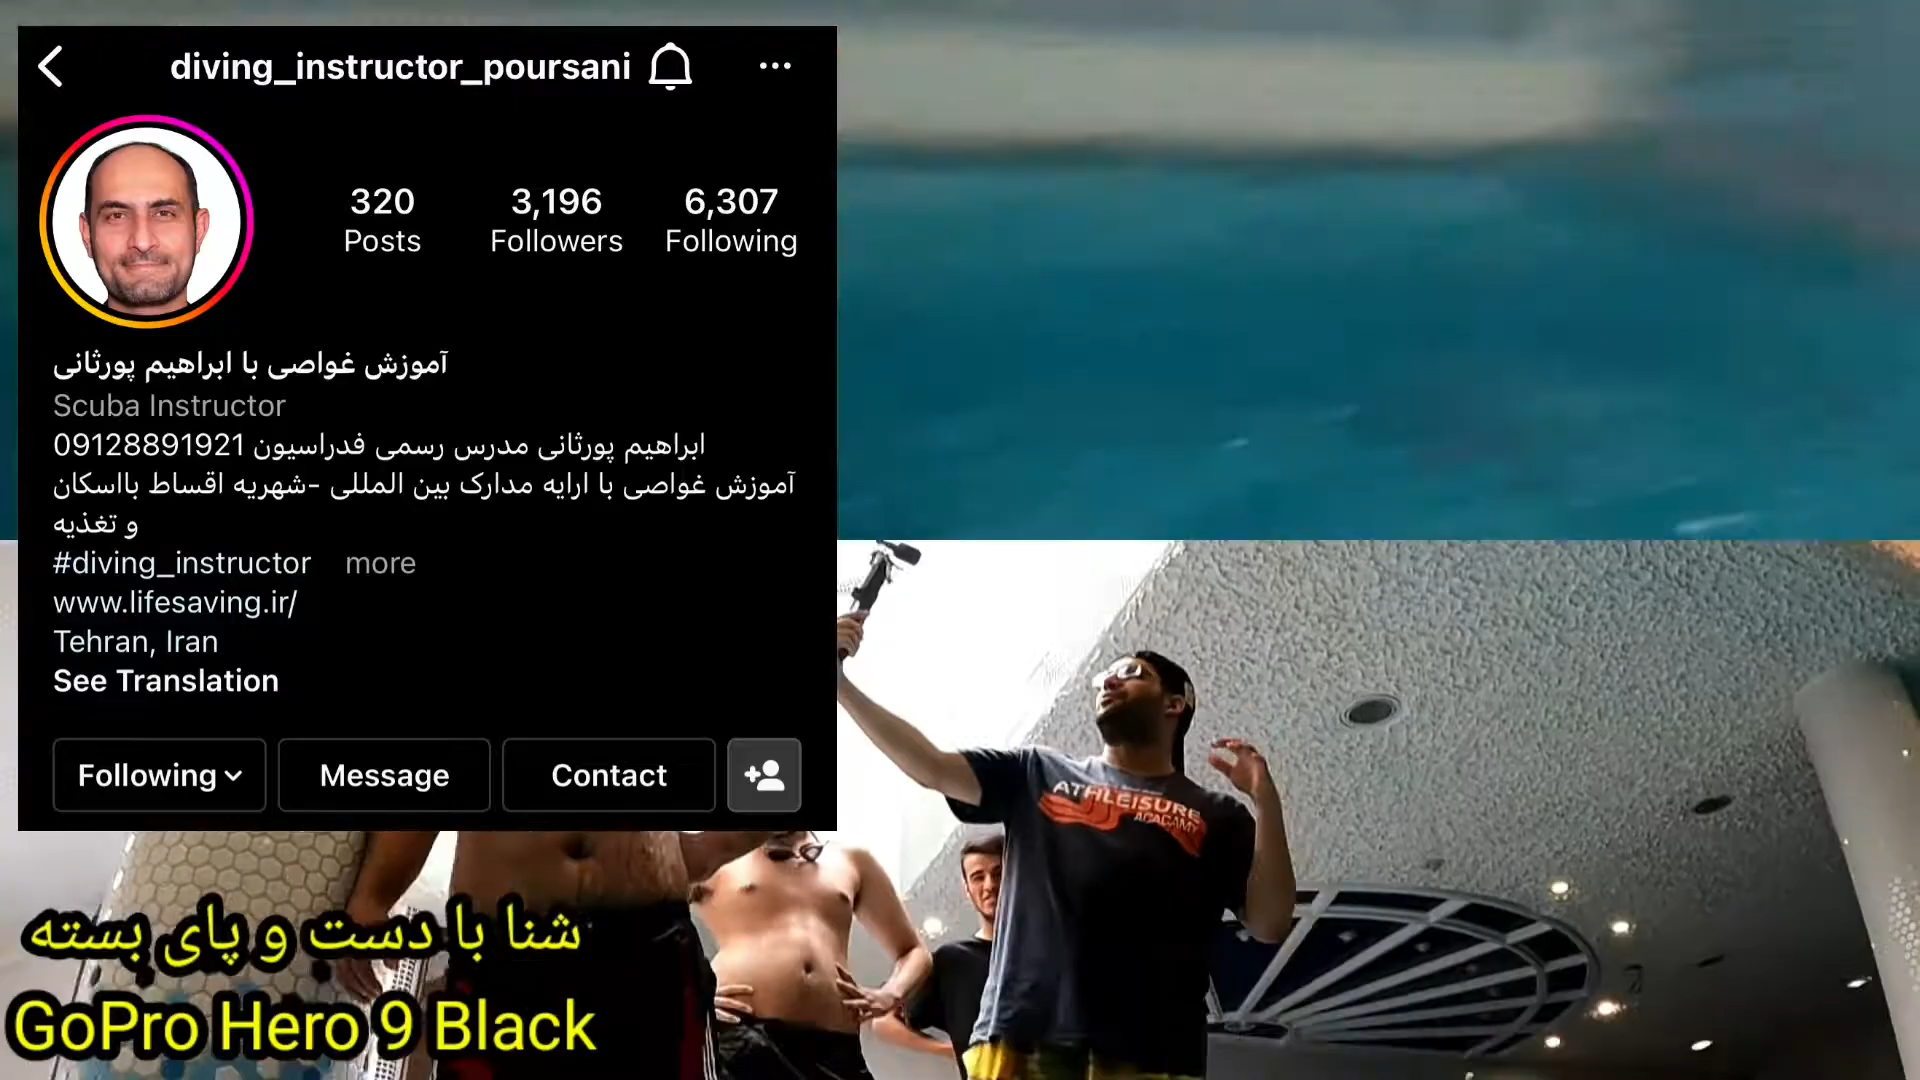 diving_instructor_poursani
320
Posts
3,196
Followers
6,307
Following
آموزش غواصی با ابراهیم پورثانی
Scuba Instructor
ابراهیم پورثانی مدرس رسمی فدراسیون 09128891921
آموزش غواصی با ارایه مدارک بین المللی -شهریه اقساط بااسکان
و تغذیه
#diving_instructor more
www.lifesaving.ir/
Tehran, Iran
See Translation
Following
Message
Contact
ATHLEISURE
ACACAMY
شنا با دست و پای بسته
GoPro Hero 9 Black